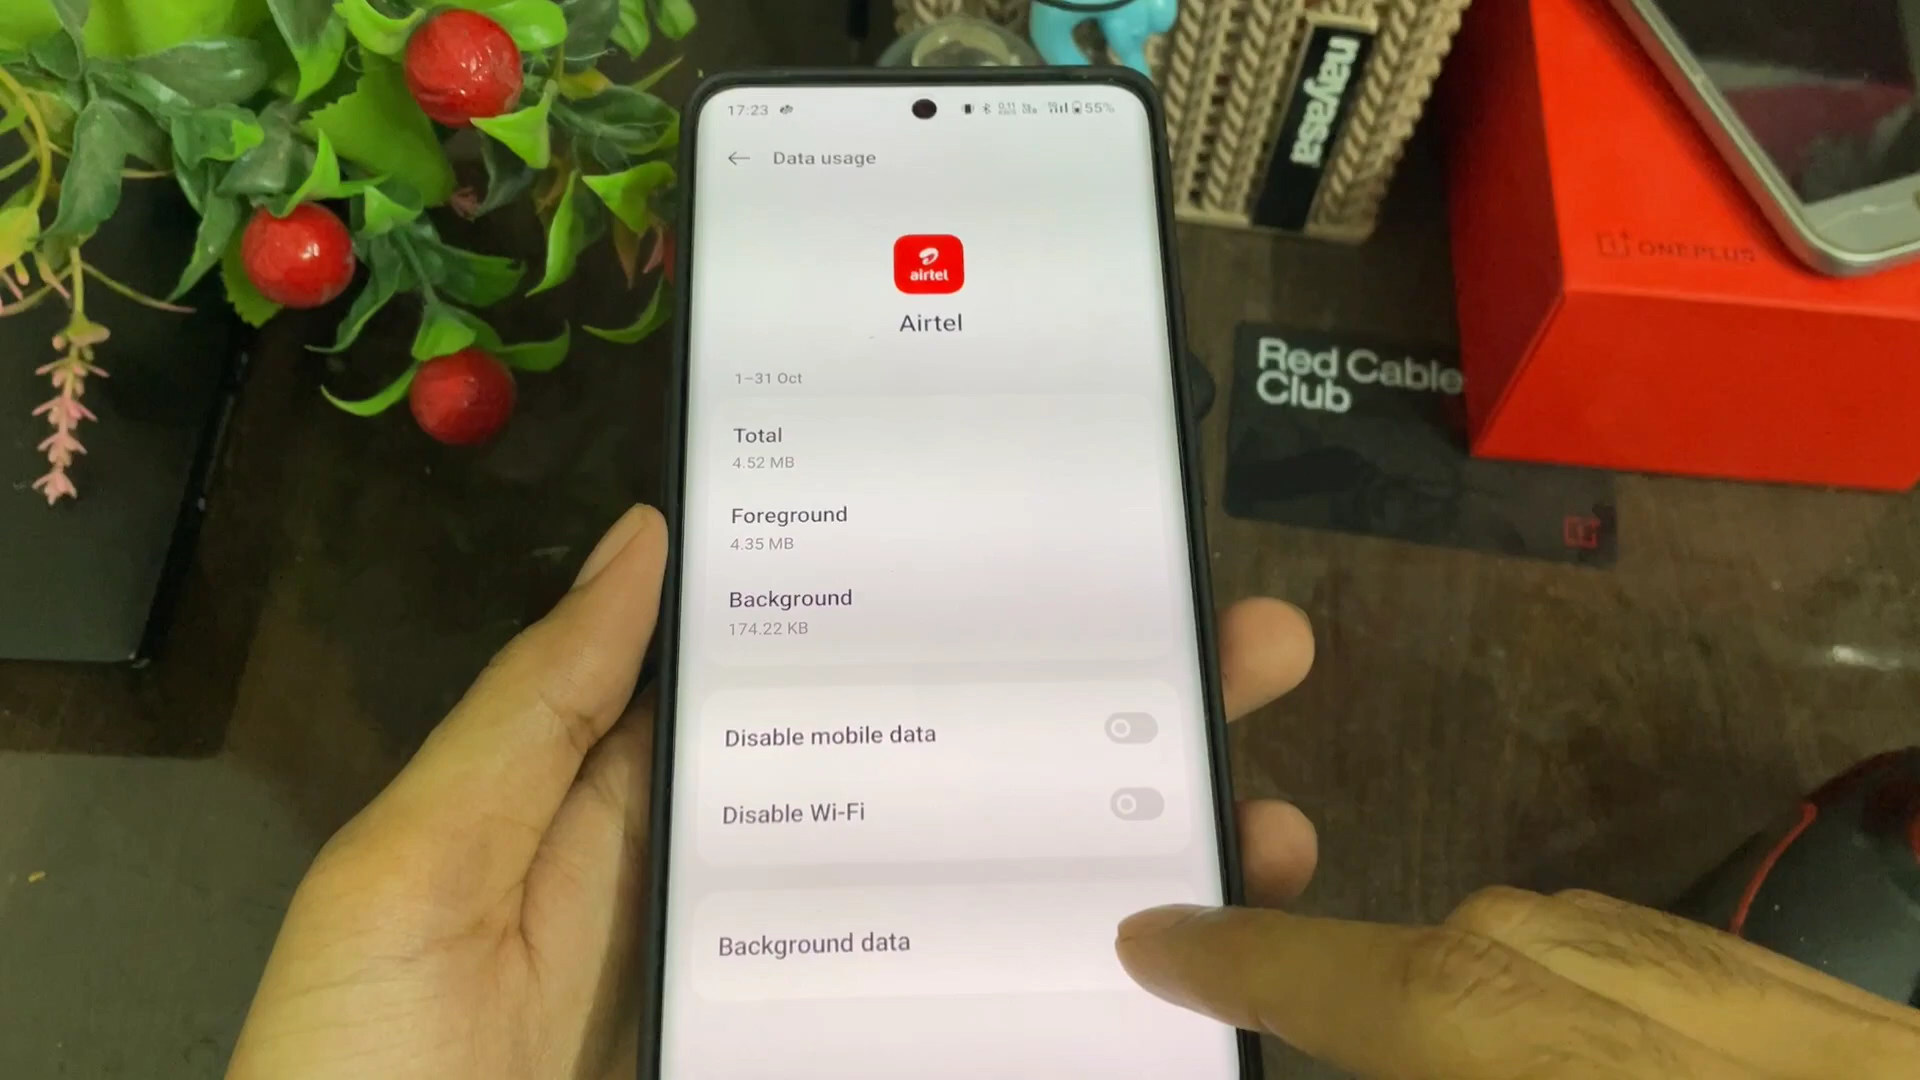 17:23
55%
Data usage
airtel
Airtel
1–31 Oct
Total
4.52 MB
Foreground
4.35 MB
Background
174.22 KB
Disable mobile data
Disable Wi-Fi
Background data
nayasa
ONEPLUS
Red Cable
Club